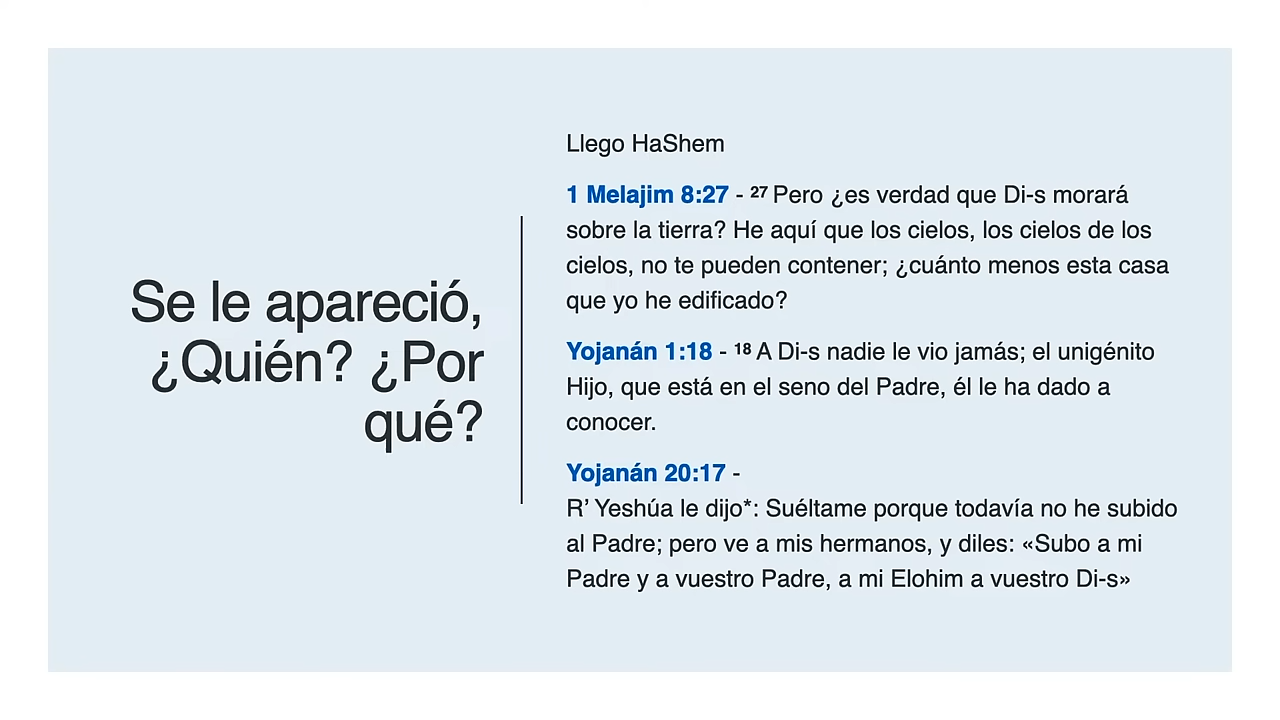 Se le apareció,
¿Quién? ¿Por
qué?
Llego HaShem
1 Melajim 8:27 - 27 Pero ¿es verdad que Di-s morará
sobre la tierra? He aquí que los cielos, los cielos de los
cielos, no te pueden contener; ¿cuánto menos esta casa
que yo he edificado?
Yojanán 1:18 - 18 A Di-s nadie le vio jamás; el unigénito
Hijo, que está en el seno del Padre, él le ha dado a
conocer.
Yojanán 20:17 -
R’ Yeshúa le dijo*: Suéltame porque todavía no he subido
al Padre; pero ve a mis hermanos, y diles: «Subo a mi
Padre y a vuestro Padre, a mi Elohim a vuestro Di-s»